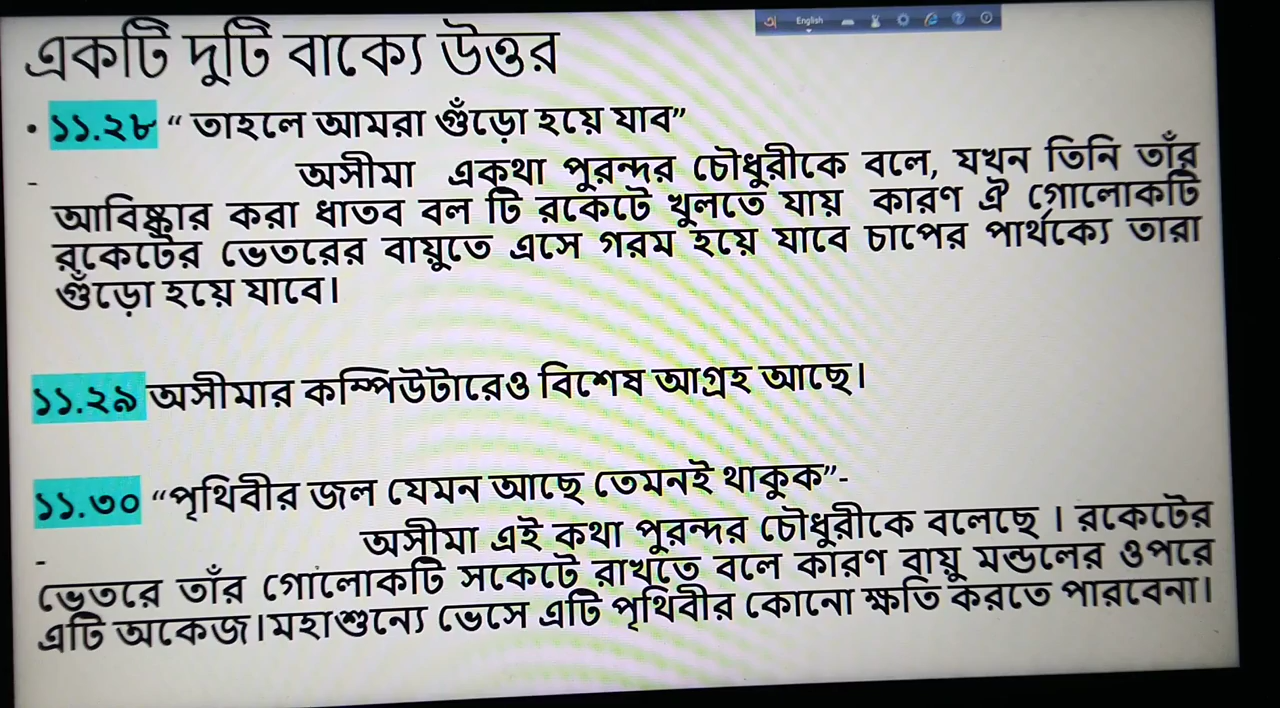 English
একটি দুটি বাক্যে উত্তর
• ১১.২৮ “ তাহলে আমরা গুঁড়ো হয়ে যাব”
- অসীমা একথা পুরন্দর চৌধুরীকে বলে, যখন তিনি তাঁর
আবিষ্কার করা ধাতব বল টি রকেটে খুলতে যায় কারণ ঐ গোলোকটি
রকেটের ভেতরের বায়ুতে এসে গরম হয়ে যাবে চাপের পার্থক্যে তারা
গুঁড়ো হয়ে যাবে।
১১.২৯ অসীমার কম্পিউটারেও বিশেষ আগ্রহ আছে।
১১.৩০ “পৃথিবীর জল যেমন আছে তেমনই থাকুক”-
- অসীমা এই কথা পুরন্দর চৌধুরীকে বলেছে । রকেটের
ভেতরে তাঁর গোলোকটি সকেটে রাখতে বলে কারণ বায়ু মন্ডলের ওপরে
এটি অকেজ।মহাশুন্যে ভেসে এটি পৃথিবীর কোনো ক্ষতি করতে পারবেনা।